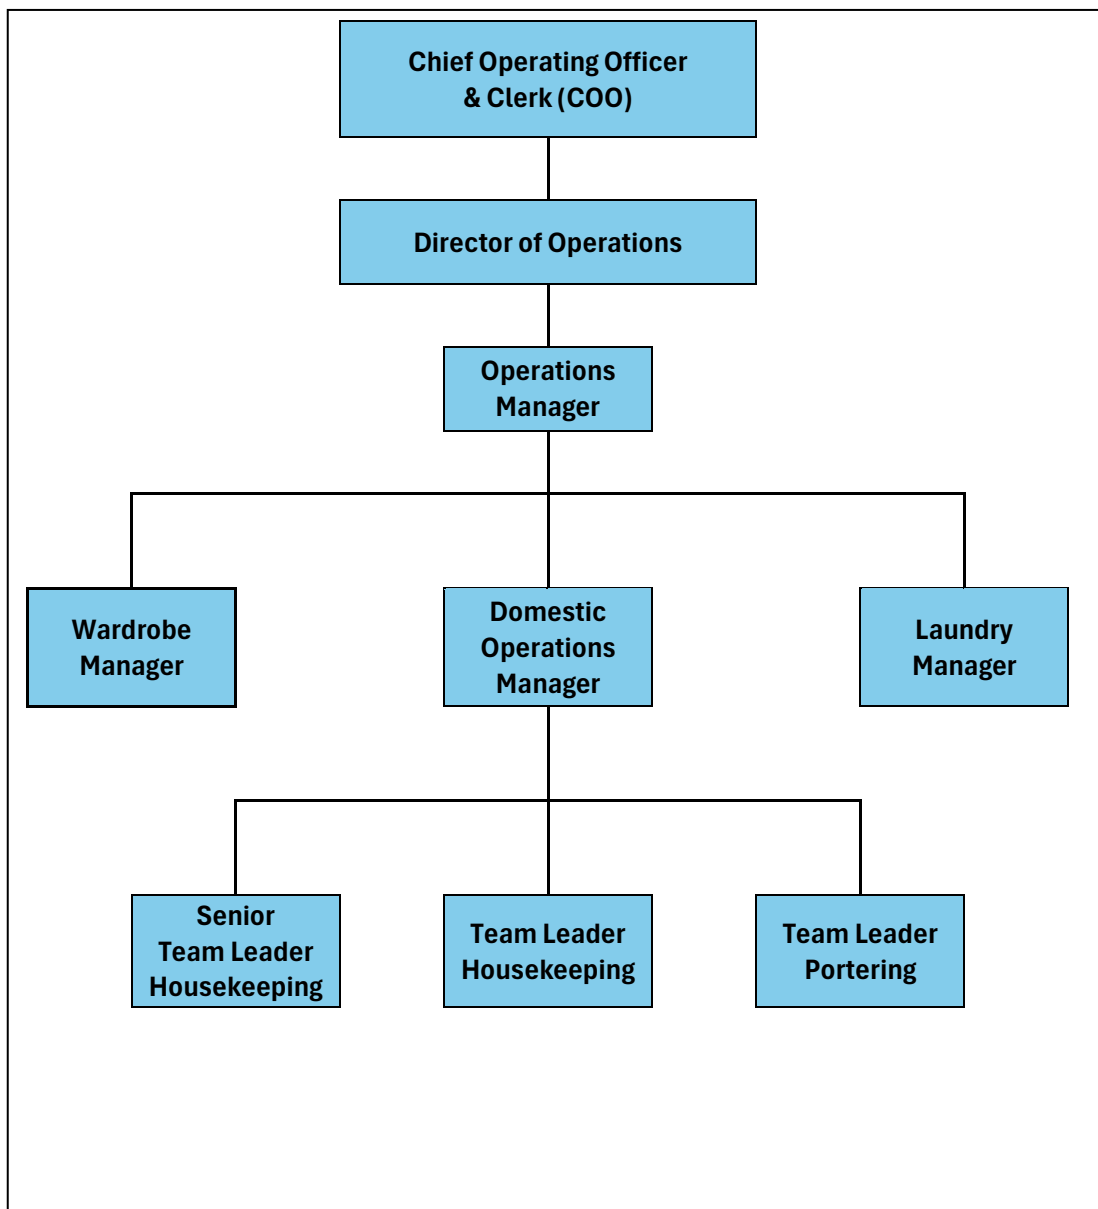 Chief Operating Officer
& Clerk (COO)
Director of Operations
Operations
Manager
Wardrobe
Manager
Domestic
Operations
Manager
Laundry
Manager
Senior
Team Leader
Housekeeping
Team Leader
Housekeeping
Team Leader
Portering